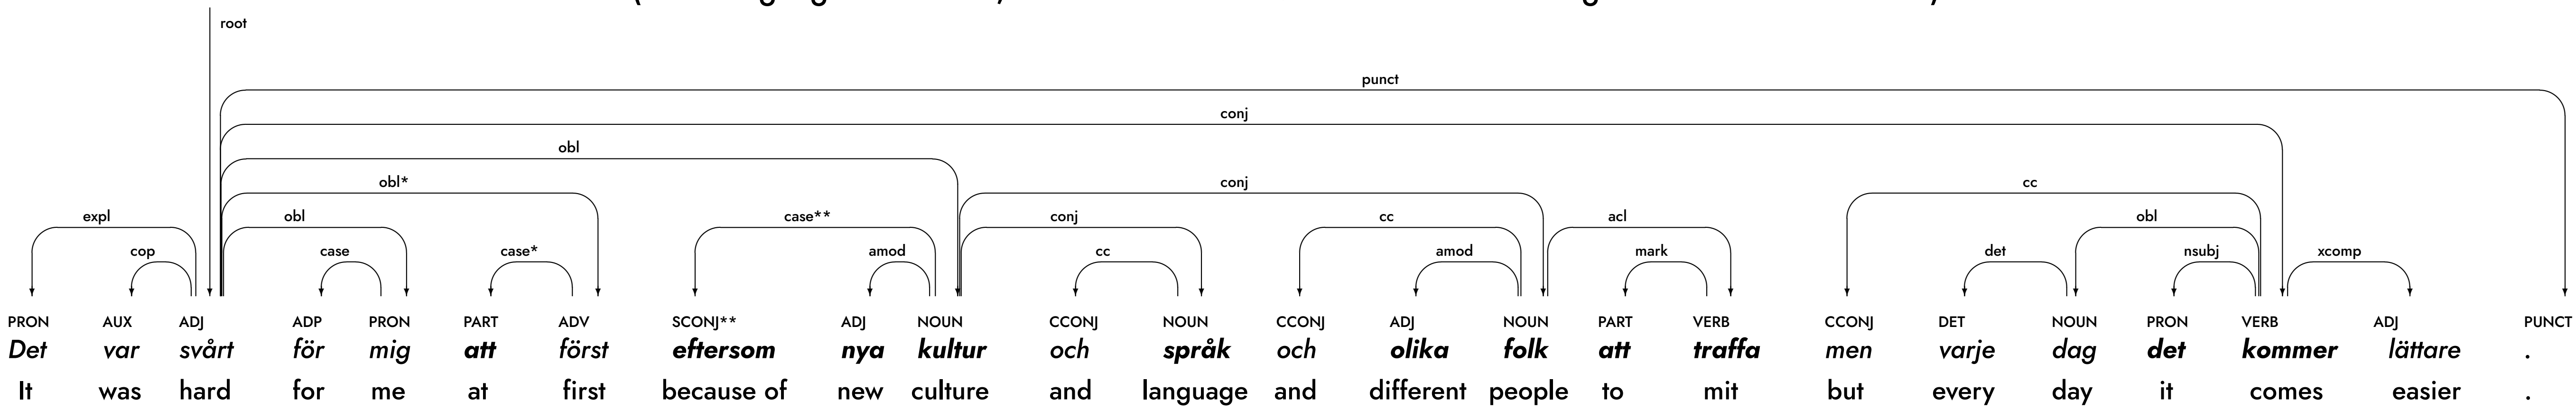 root
punct
conj
obl
obl* conj cc
expl obl case** conj cc acl obl
cop case case* amod cc amod mark det nsubj xcomp
PRON AUX ADJ ADP PRON PART ADV SCONJ** ADJ NOUN CCONJ NOUN CCONJ ADJ NOUN PART VERB CCONJ DET NOUN PRON VERB ADJ PUNCT
Det var svårt för mig att först eftersom nya kultur och språk och olika folk att traffa men varje dag det kommer lättare .
It was hard for me at first because of new culture and language and different people to mit but every day it comes easier .